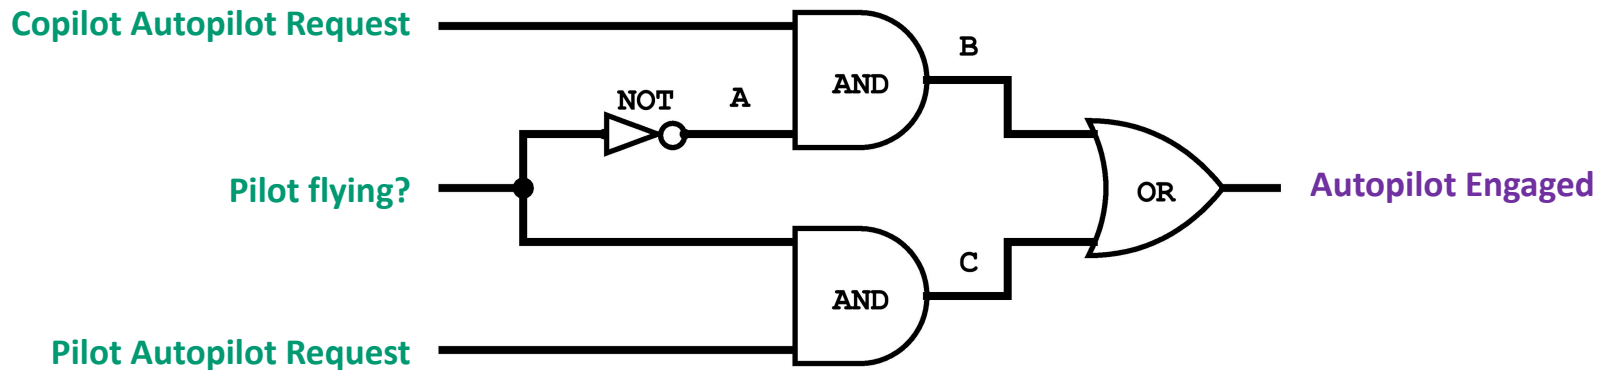 Copilot Autopilot Request
B
AND
NOT
A
Pilot flying?
OR
Autopilot Engaged
C
AND
Pilot Autopilot Request